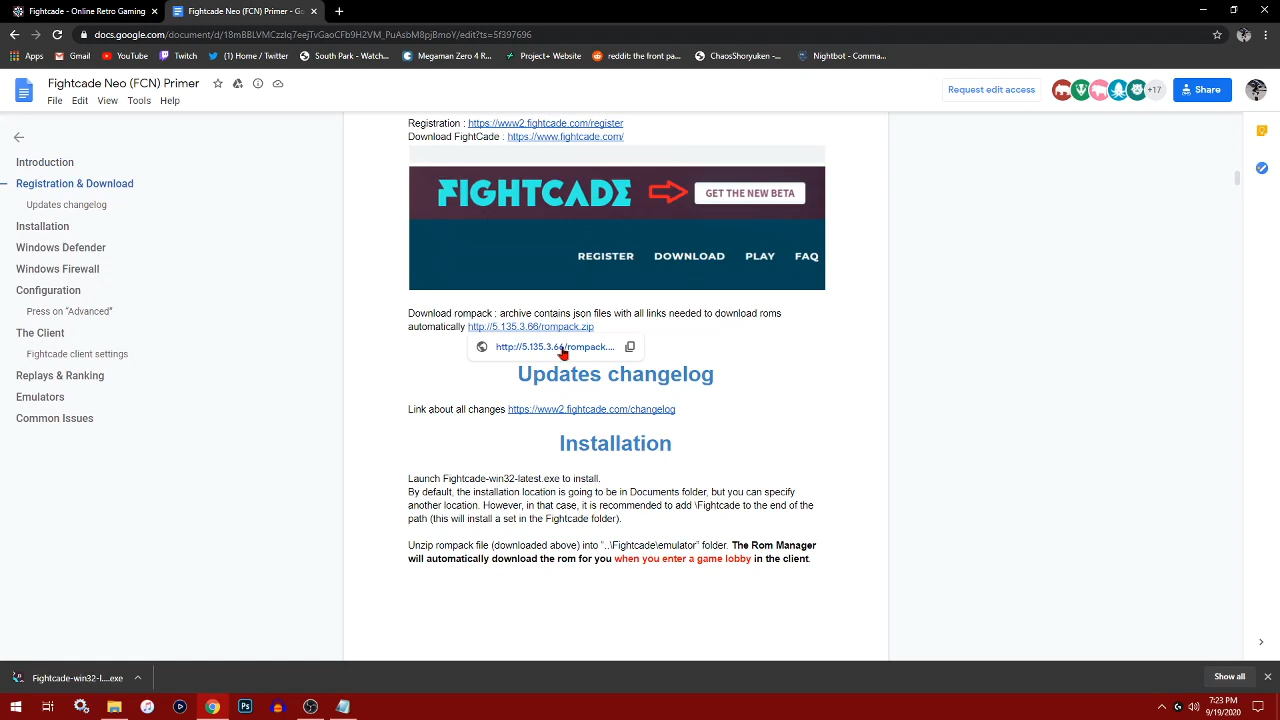 Fightcade - Online Retro Gaming
Fightcade Neo (FCN) Primer - Go
docs.google.com/document/d/18mBBLVMCzzIq7eejTvGaoCFb9H2VM_PuAsbM8pjBmoY/edit?ts=5f397696
Apps
Gmail
YouTube
Twitch
(1) Home / Twitter
South Park - Watch...
Megaman Zero 4 R...
Project+ Website
reddit: the front pa...
ChaosShoryuken -...
Nightbot - Comma...
Fightcade Neo (FCN) Primer
File Edit View Tools Help
Request edit access
+17
Share
Introduction
Registration & Download
Updates changelog
Installation
Windows Defender
Windows Firewall
Configuration
Press on "Advanced"
The Client
Fightcade client settings
Replays & Ranking
Emulators
Common Issues
Registration : https://www2.fightcade.com/register
Download FightCade : https://www.fightcade.com/
FIGHTCADE
GET THE NEW BETA
REGISTER DOWNLOAD PLAY FAQ
Download rompack : archive contains json files with all links needed to download roms
automatically http://5.135.3.66/rompack.zip
http://5.135.3.66/rompack....
Updates changelog
Link about all changes https://www2.fightcade.com/changelog
Installation
Launch Fightcade-win32-latest.exe to install.
By default, the installation location is going to be in Documents folder, but you can specify
another location. However, in that case, it is recommended to add \Fightcade to the end of the
path (this will install a set in the Fightcade folder).
Unzip rompack file (downloaded above) into "..\Fightcade\emulator" folder. The Rom Manager
will automatically download the rom for you when you enter a game lobby in the client.
Fightcade-win32-l....exe
Show all
Ps
7:23 PM
9/19/2020